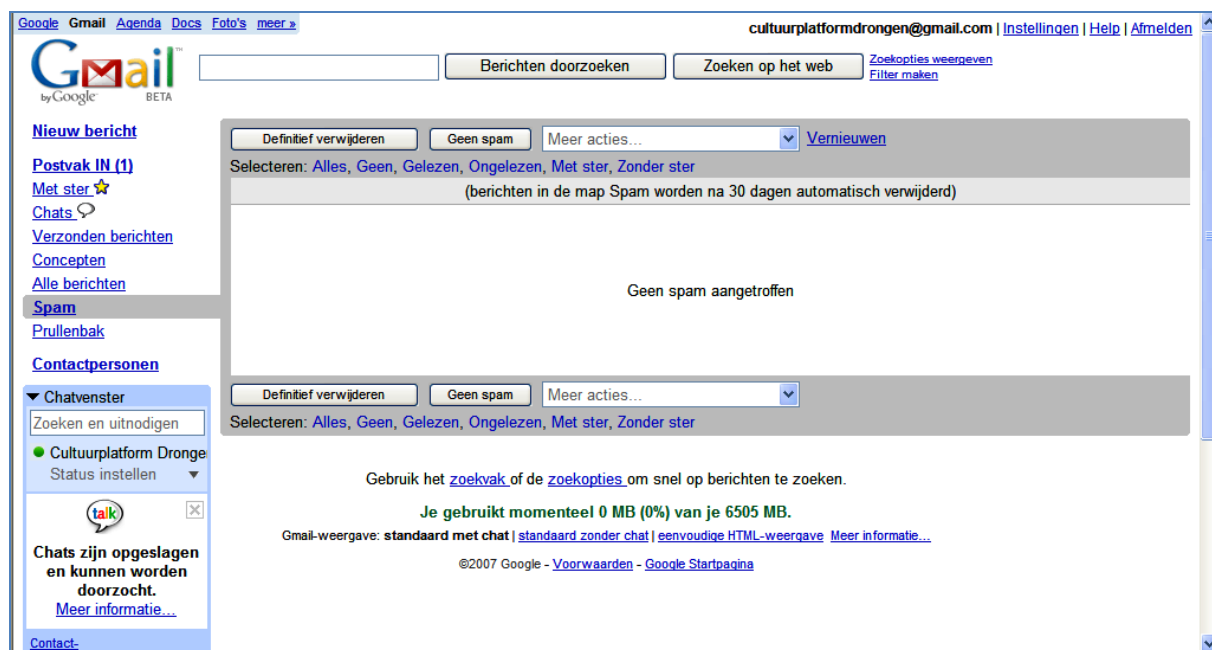 Google Gmail Agenda Docs Foto's meer »
cultuurplatformdrongen@gmail.com | Instellingen | Help | Afmelden
Gmail™
by Google BETA
Berichten doorzoeken Zoeken op het web Zoekopties weergeven
Filter maken
Nieuw bericht
Postvak IN (1)
Met ster
Chats
Verzonden berichten
Concepten
Alle berichten
Spam
Prullenbak
Contactpersonen
Definitief verwijderen Geen spam Meer acties... Vernieuwen
Selecteren: Alles, Geen, Gelezen, Ongelezen, Met ster, Zonder ster
(berichten in de map Spam worden na 30 dagen automatisch verwijderd)
Geen spam aangetroffen
Definitief verwijderen Geen spam Meer acties...
Selecteren: Alles, Geen, Gelezen, Ongelezen, Met ster, Zonder ster
Chatvenster
Zoeken en uitnodigen
Cultuurplatform Dronge
Status instellen
talk
Chats zijn opgeslagen
en kunnen worden
doorzocht.
Meer informatie...
Contact-
Gebruik het zoekvak of de zoekopties om snel op berichten te zoeken.
Je gebruikt momenteel 0 MB (0%) van je 6505 MB.
Gmail-weergave: standaard met chat | standaard zonder chat | eenvoudige HTML-weergave Meer informatie...
©2007 Google - Voorwaarden - Google Startpagina